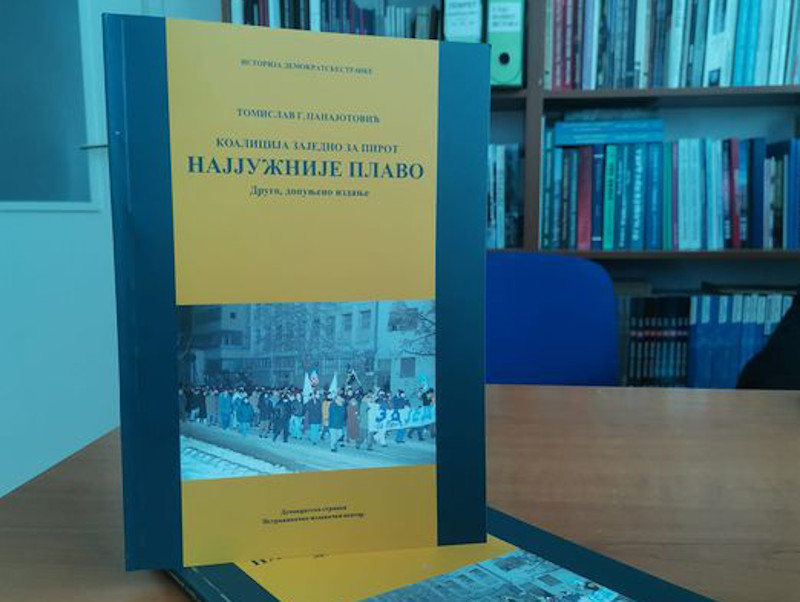 ИСТОРИЈА ДЕМОКРАТСКЕ СТРАНКЕ
ТОМИСЛАВ Г. ПАНАЈОТОВИЋ
КОАЛИЦИЈА ЗАЈЕДНО ЗА ПИРОТ
НАЈЈУЖНИЈЕ ПЛАВО
Друго, допуњено издање
Демократска странка
Истраживачко-издавачки центар